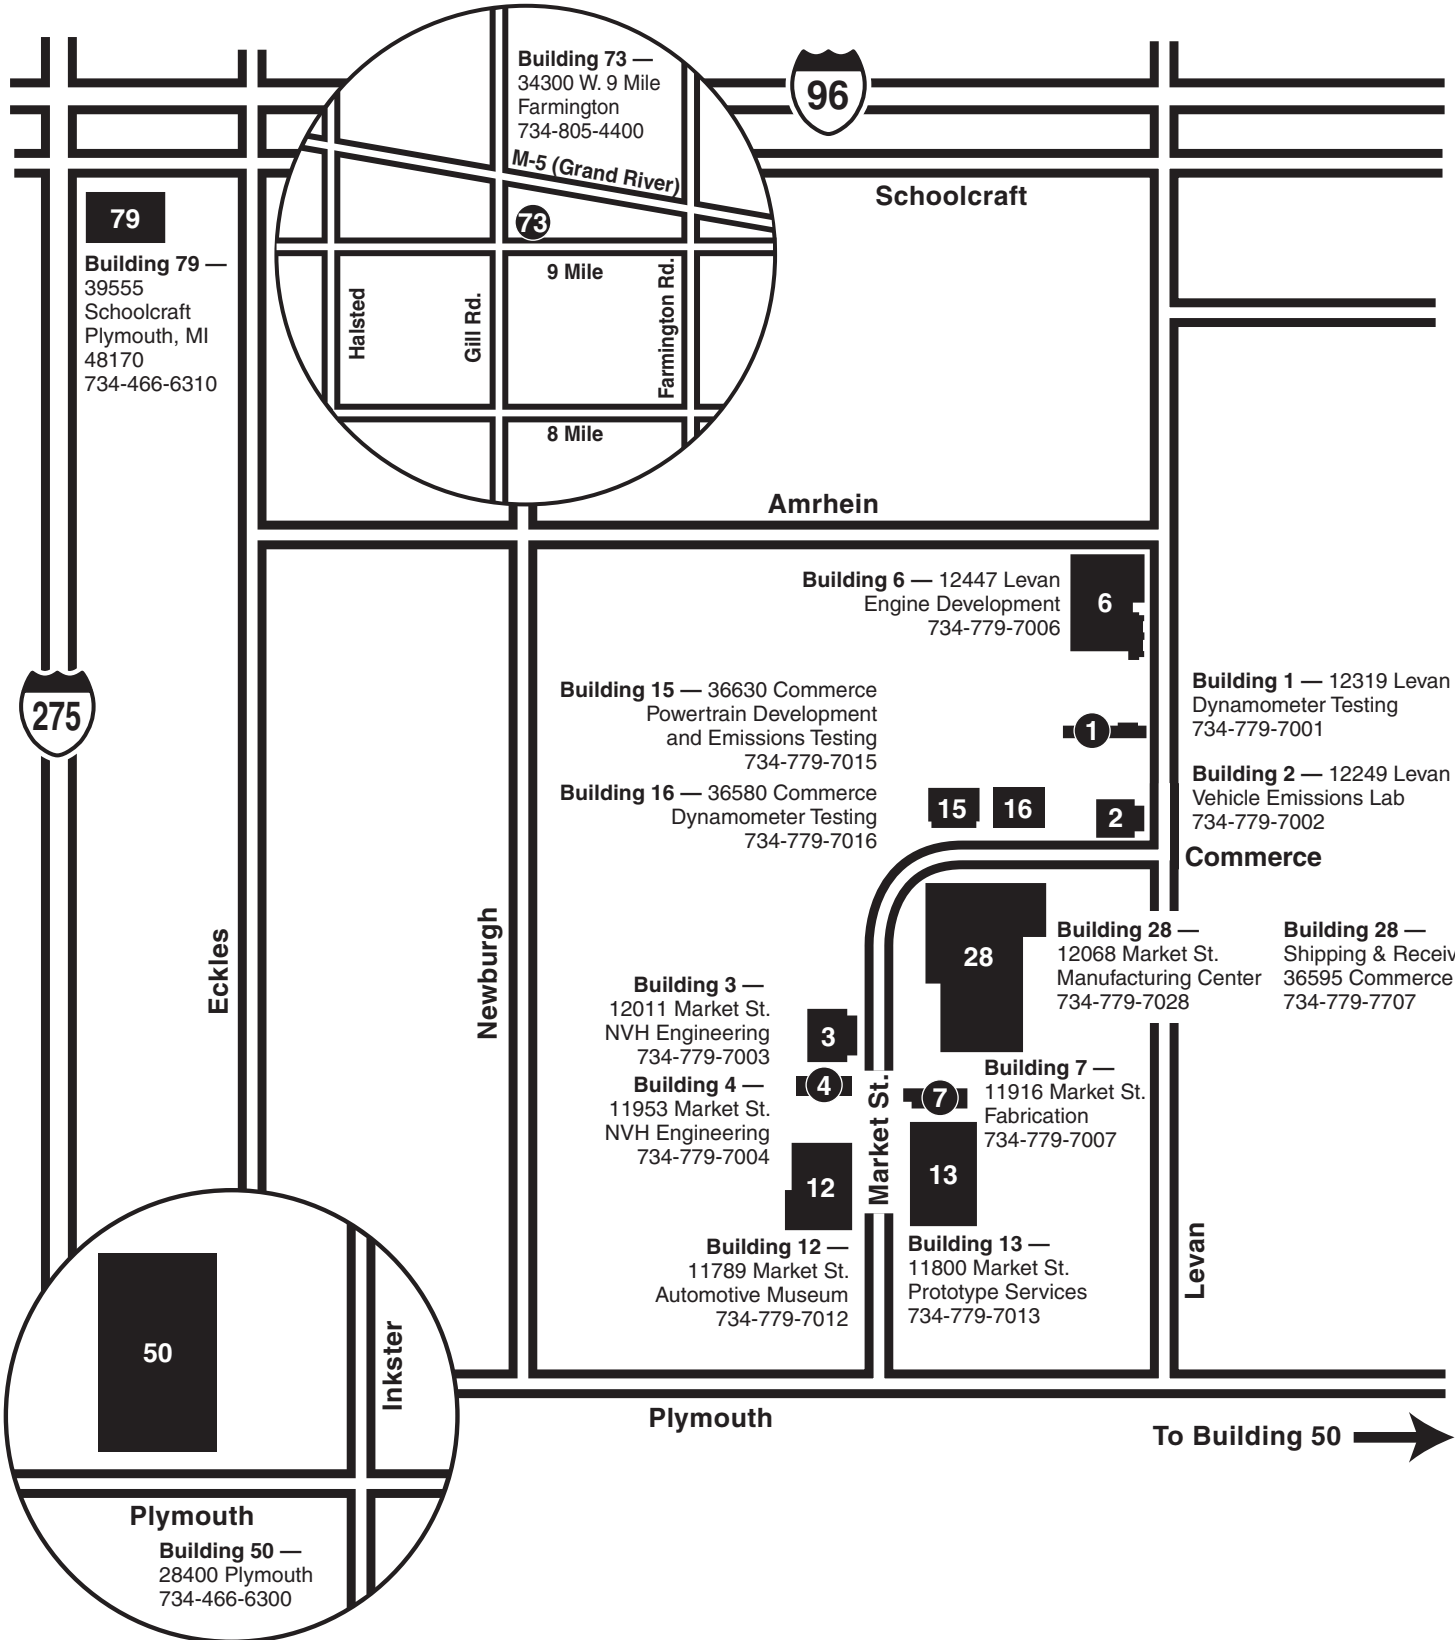 Building 73 —
34300 W. 9 Mile
Farmington
734-805-4400
M-5 (Grand River)
73
9 Mile
Halsted
Gill Rd.
Farmington Rd.
8 Mile
96
Schoolcraft
79
Building 79 —
39555
Schoolcraft
Plymouth, MI
48170
734-466-6310
Amrhein
Building 6 — 12447 Levan
Engine Development
734-779-7006
6
275
Building 15 — 36630 Commerce
Powertrain Development
and Emissions Testing
734-779-7015
Building 16 — 36580 Commerce
Dynamometer Testing
734-779-7016
1
Building 1 — 12319 Levan
Dynamometer Testing
734-779-7001
Building 2 — 12249 Levan
Vehicle Emissions Lab
734-779-7002
15
16
2
Commerce
Eckles
Newburgh
28
Building 28 —
12068 Market St.
Manufacturing Center
734-779-7028
Building 28 —
Shipping & Receiv
36595 Commerce
734-779-7707
Building 3 —
12011 Market St.
NVH Engineering
734-779-7003
3
Building 4 —
11953 Market St.
NVH Engineering
734-779-7004
4
Market St.
7
Building 7 —
11916 Market St.
Fabrication
734-779-7007
12
13
Building 12 —
11789 Market St.
Automotive Museum
734-779-7012
Building 13 —
11800 Market St.
Prototype Services
734-779-7013
Levan
50
Inkster
Plymouth
To Building 50
Plymouth
Building 50 —
28400 Plymouth
734-466-6300